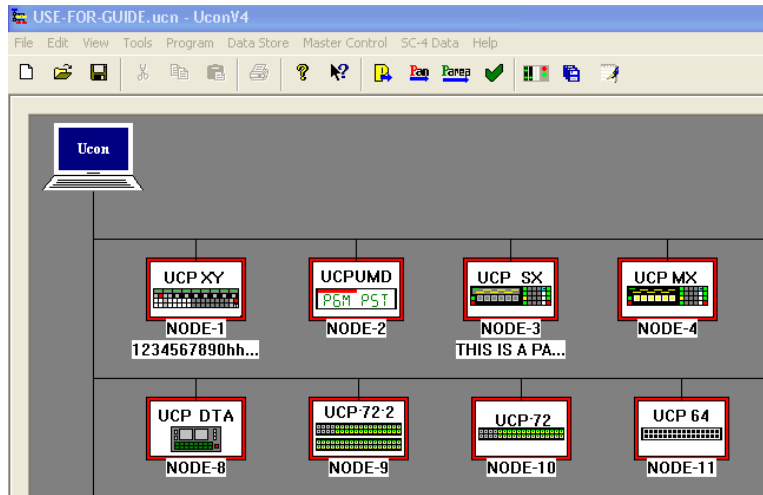 USE-FOR-GUIDE.ucn - UconV4
File Edit View Tools Program Data Store Master Control SC-4 Data Help
Pan Panea
Ucon
UCP XY UCPUMD UCP SX UCP MX
PGM PST
NODE-1 NODE-2 NODE-3 NODE-4
1234567890hh... THIS IS A PA...
UCP DTA UCP-72-2 UCP-72 UCP 64
NODE-8 NODE-9 NODE-10 NODE-11